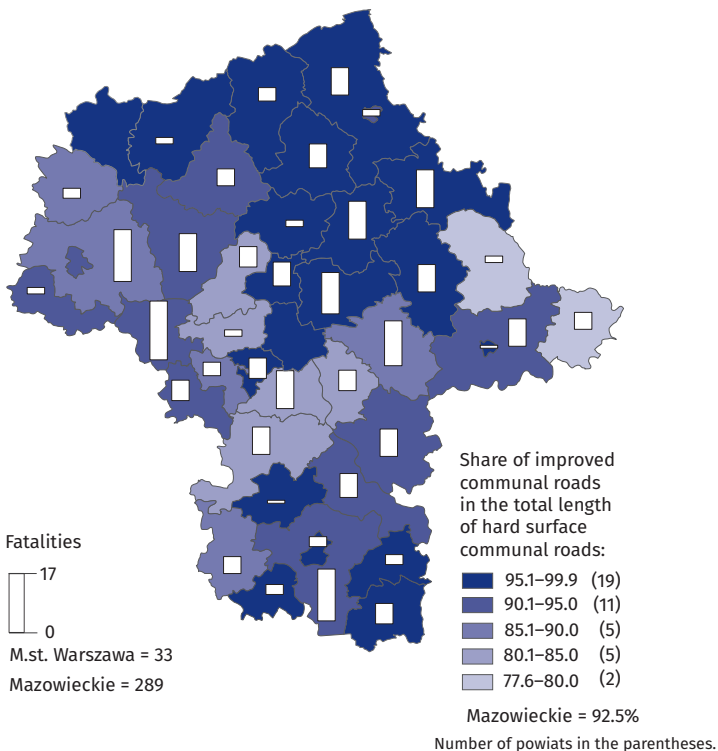 Fatalities
17
0
M.st. Warszawa = 33
Mazowieckie = 289
Share of improved
communal roads
in the total length
of hard surface
communal roads:
95.1–99.9 (19)
90.1–95.0 (11)
85.1–90.0 (5)
80.1–85.0 (5)
77.6–80.0 (2)
Mazowieckie = 92.5%
Number of powiats in the parentheses.